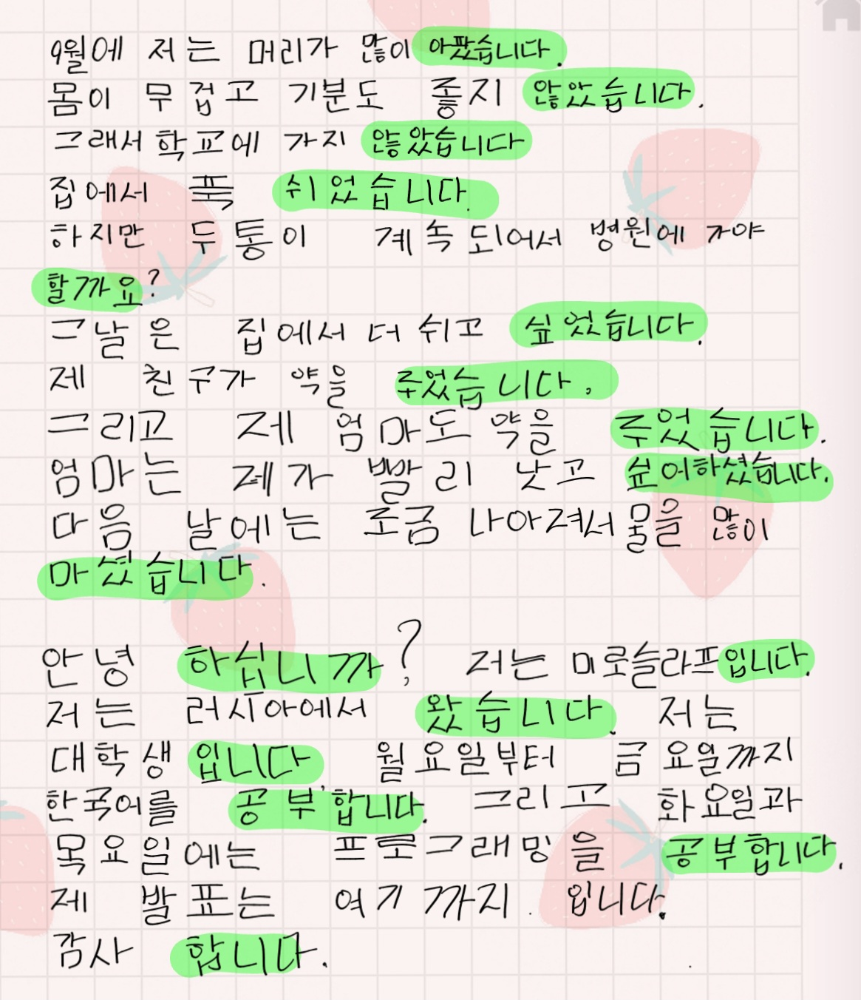 9월에 저는 머리가 많이 아팠습니다.
몸이 무겁고 기분도 좋지 않았습니다.
그래서 학교에 가지 않았습니다
집에서 푹 쉬었습니다.
하지만 두통이 계속되어서 병원에 가야
할까요?
그날은 집에서 더 쉬고 싶었습니다.
제 친구가 약을 주었습니다.
그리고 제 엄마도 약을 주었습니다.
엄마는 제가 빨리 낫고 싶어하셨습니다.
다음 날에는 조금 나아져서 물을 많이
마셨습니다.
안녕 하십니까? 저는 미로슬라프입니다.
저는 러시아에서 왔습니다. 저는
대학생입니다. 월요일부터 금요일까지
한국어를 공부합니다. 그리고 화요일과
목요일에는 프로그래밍을 공부합니다.
제 발표는 여기까지입니다.
감사 합니다.